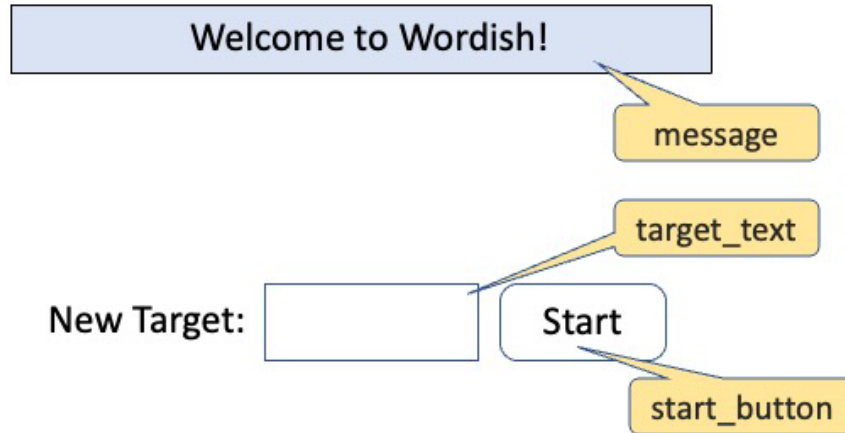 Welcome to Wordish!
message
target_text
New Target:
Start
start_button